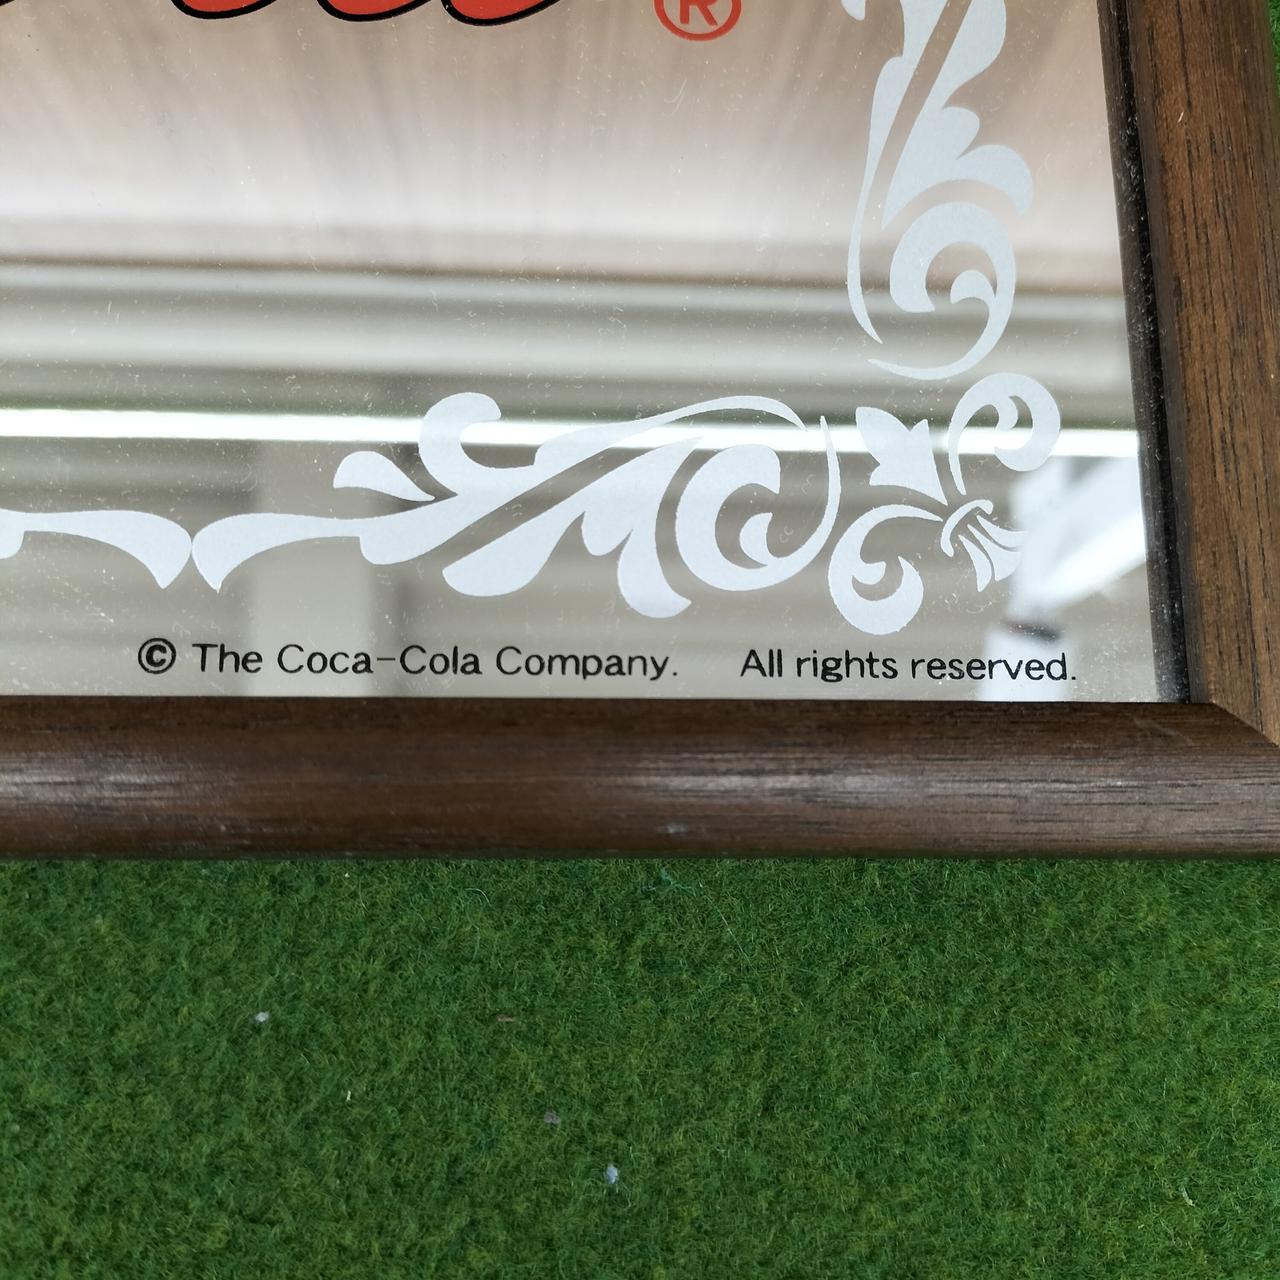 ®
© The Coca-Cola Company. All rights reserved.